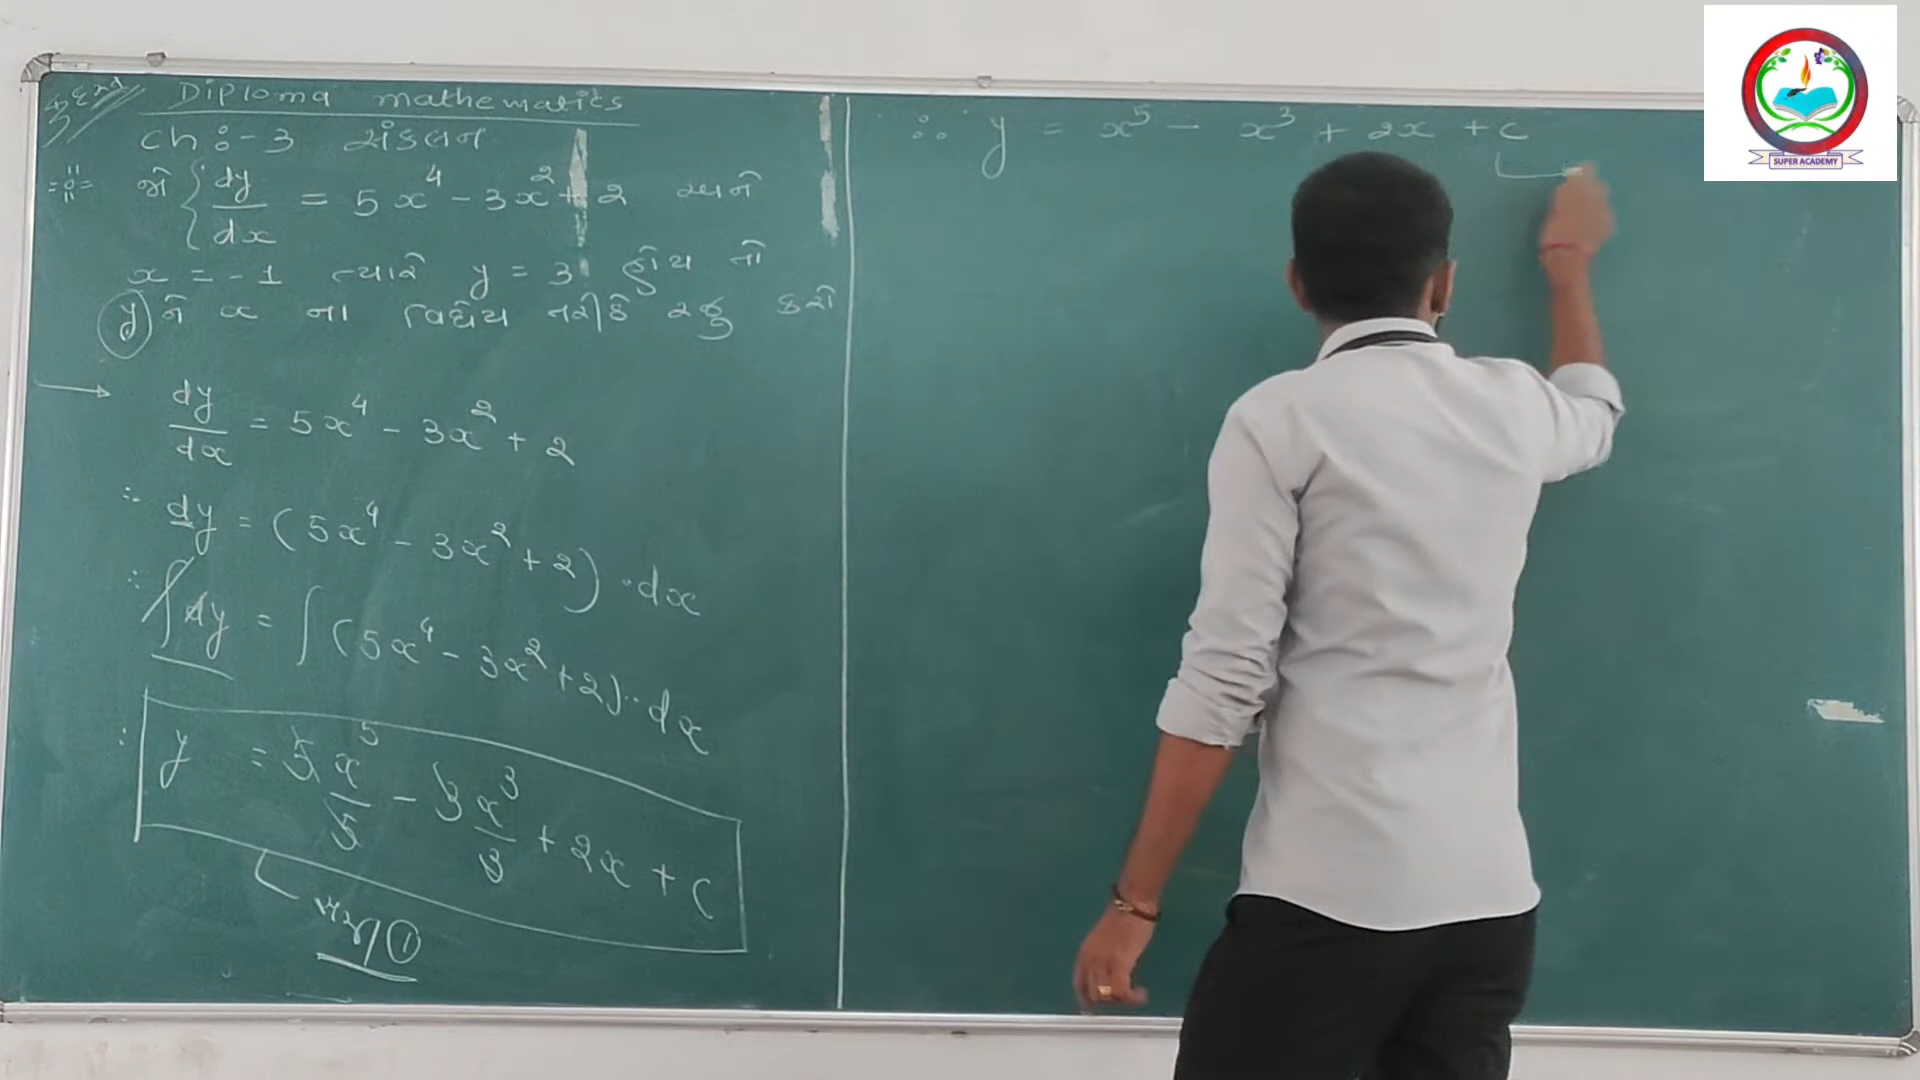 Diploma mathematics
ch :- 3 સંકલન
જો dy/dx = 5x⁴ - 3x² + 2 અને
x = -1 ત્યારે y = 3 હોય તો
y ને x ના વિધેય તરીકે રજુ કરો
dy/dx = 5x⁴ - 3x² + 2
∴ dy = (5x⁴ - 3x² + 2) · dx
∴ ∫dy = ∫(5x⁴ - 3x² + 2) · dx
∴ y = 5x⁵/5 - 3x³/3 + 2x + c
①
∴ y = x⁵ - x³ + 2x + c
SUPER ACADEMY